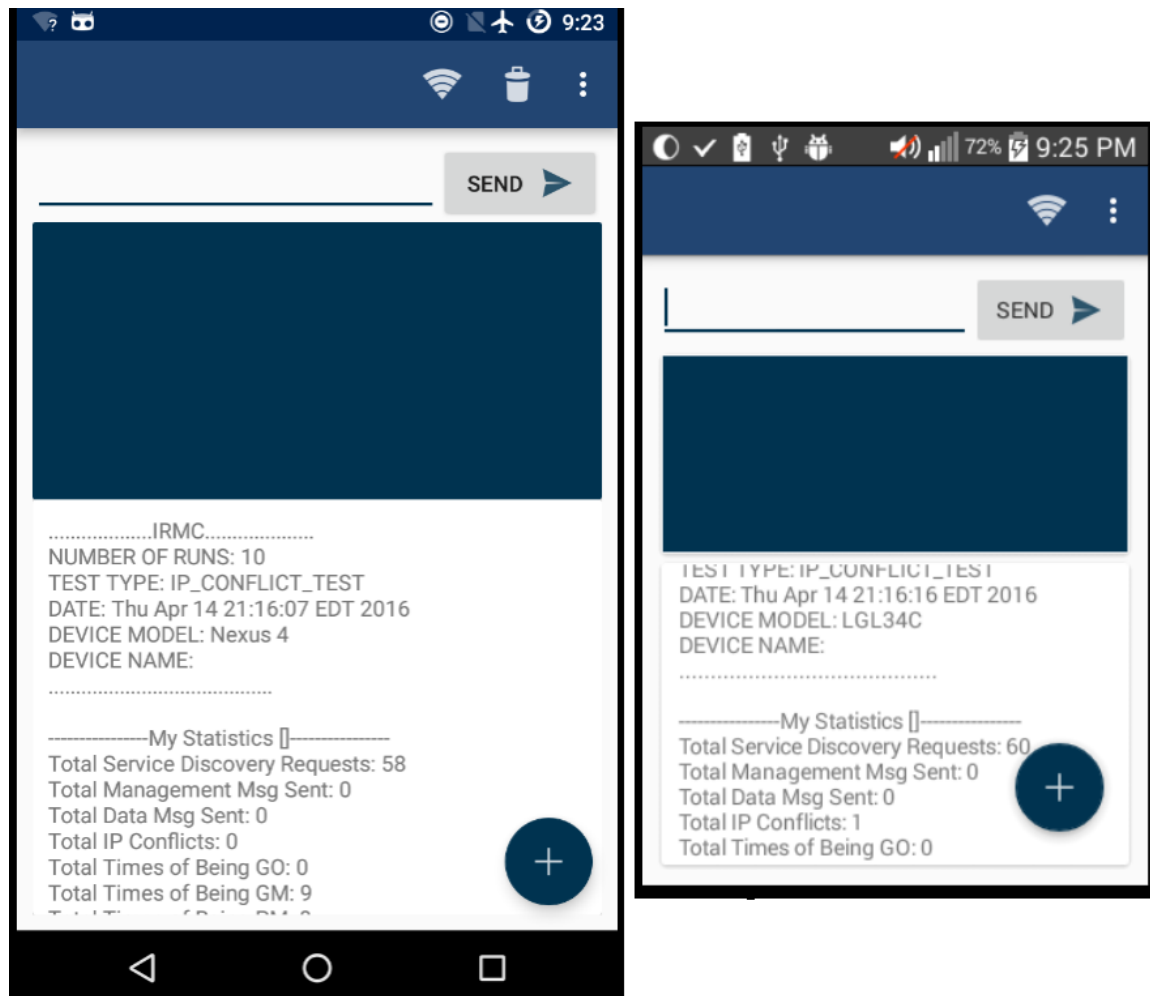 9:23
SEND
..................IRMC...................
NUMBER OF RUNS: 10
TEST TYPE: IP_CONFLICT_TEST
DATE: Thu Apr 14 21:16:07 EDT 2016
DEVICE MODEL: Nexus 4
DEVICE NAME:
.........................................
----------------My Statistics []----------------
Total Service Discovery Requests: 58
Total Management Msg Sent: 0
Total Data Msg Sent: 0
Total IP Conflicts: 0
Total Times of Being GO: 0
Total Times of Being GM: 9
72% 9:25 PM
SEND
TEST TYPE: IP_CONFLICT_TEST
DATE: Thu Apr 14 21:16:16 EDT 2016
DEVICE MODEL: LGL34C
DEVICE NAME:
.........................................
----------------My Statistics []----------------
Total Service Discovery Requests: 60
Total Management Msg Sent: 0
Total Data Msg Sent: 0
Total IP Conflicts: 1
Total Times of Being GO: 0